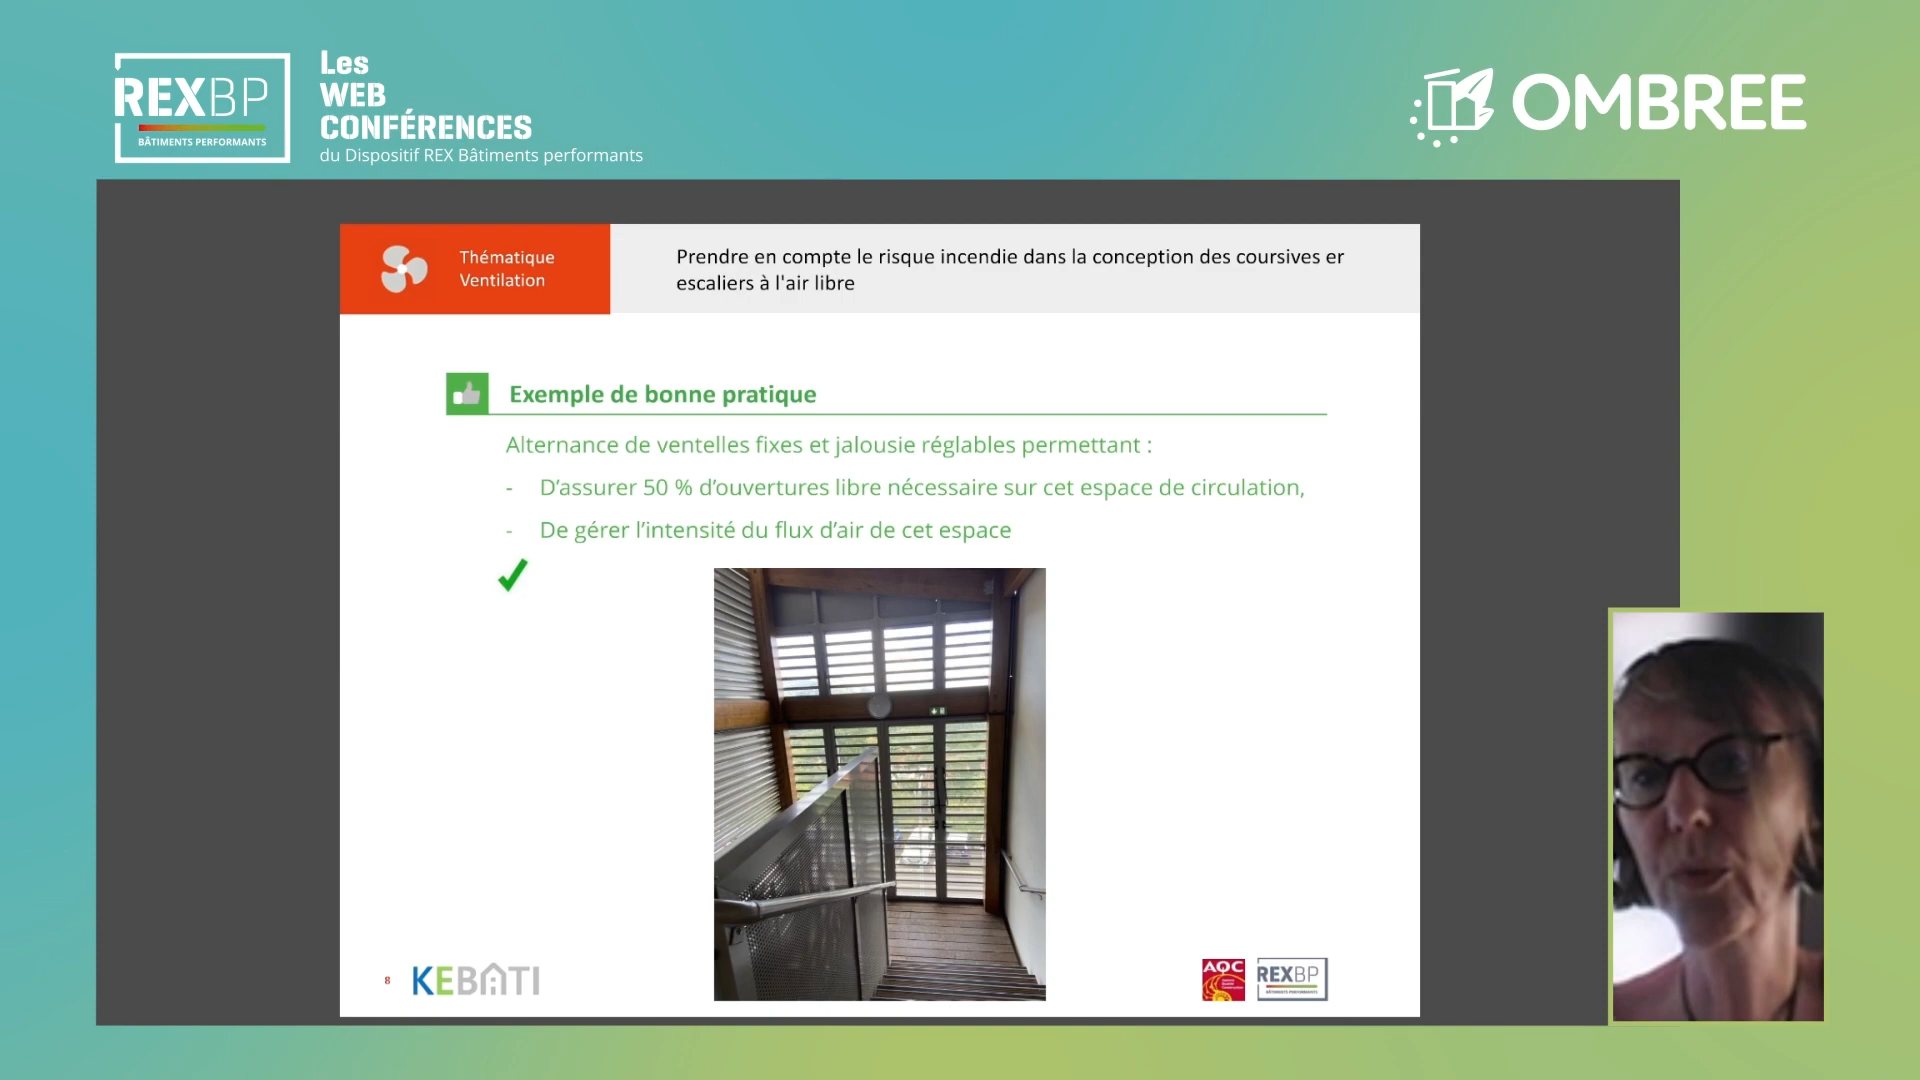 REXBP
BÂTIMENTS PERFORMANTS
Les
WEB
CONFÉRENCES
du Dispositif REX Bâtiments performants
OMBREE
Thématique
Ventilation
Prendre en compte le risque incendie dans la conception des coursives er
escaliers à l'air libre
Exemple de bonne pratique
Alternance de ventelles fixes et jalousie réglables permettant :
- D'assurer 50 % d'ouvertures libre nécessaire sur cet espace de circulation,
- De gérer l'intensité du flux d'air de cet espace
8
KEBÂTI
AQC
REXBP
BÂTIMENTS PERFORMANTS